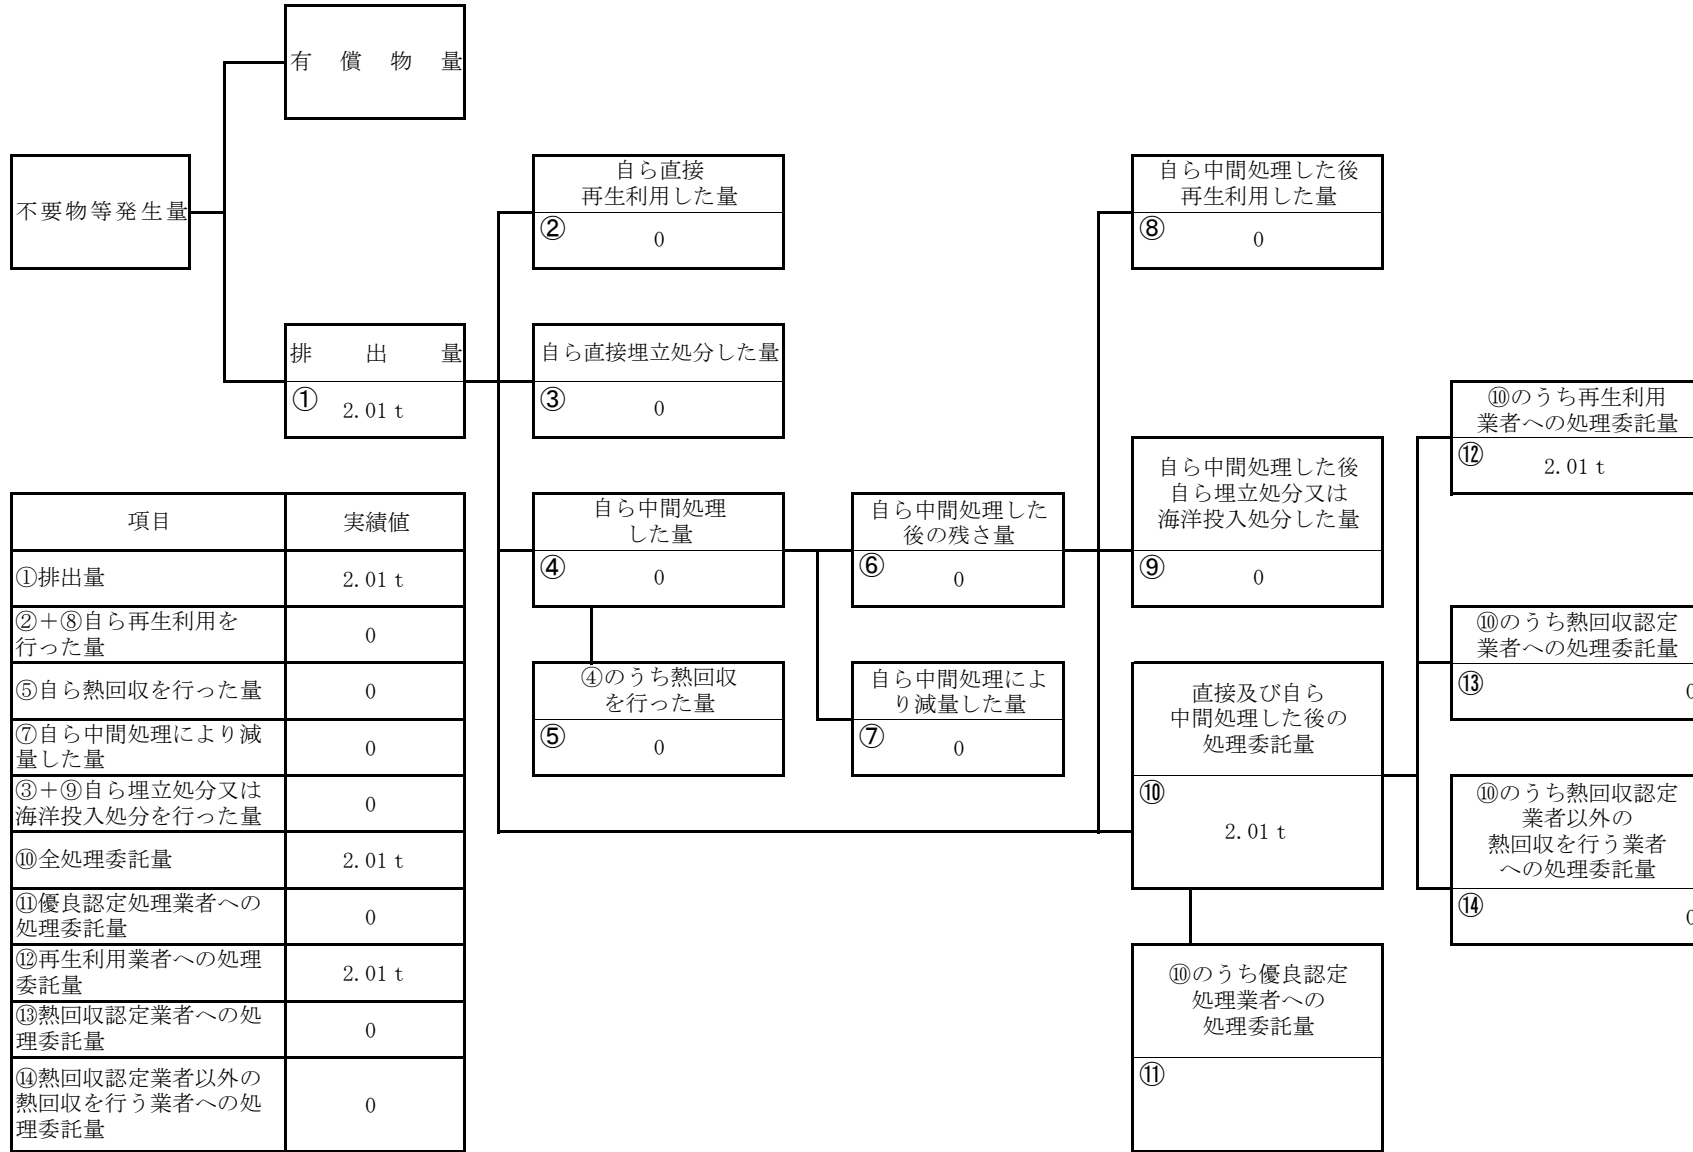 有償物量
不要物等発生量
自ら直接
再生利用した量
②
0
自ら中間処理した後
再生利用した量
⑧
0
排出量
①
2.01 t
自ら直接埋立処分した量
③
0
⑩のうち再生利用
業者への処理委託量
⑫
2.01 t
自ら中間処理
した量
④
0
自ら中間処理した
後の残さ量
⑥
0
自ら中間処理した後
自ら埋立処分又は
海洋投入処分した量
⑨
0
⑩のうち熱回収認定
業者への処理委託量
⑬
0
④のうち熱回収
を行った量
⑤
0
自ら中間処理によ
り減量した量
⑦
0
直接及び自ら
中間処理した後の
処理委託量
⑩
2.01 t
⑩のうち熱回収認定
業者以外の
熱回収を行う業者
への処理委託量
⑭
0
⑩のうち優良認定
処理業者への
処理委託量
⑪
項目 実績値
①排出量 2.01 t
②＋⑧自ら再生利用を
行った量
0
⑤自ら熱回収を行った量 0
⑦自ら中間処理により減
量した量
0
③＋⑨自ら埋立処分又は
海洋投入処分を行った量
0
⑩全処理委託量 2.01 t
⑪優良認定処理業者への
処理委託量
0
⑫再生利用業者への処理
委託量
2.01 t
⑬熱回収認定業者への処
理委託量
0
⑭熱回収認定業者以外の
熱回収を行う業者への処
理委託量
0